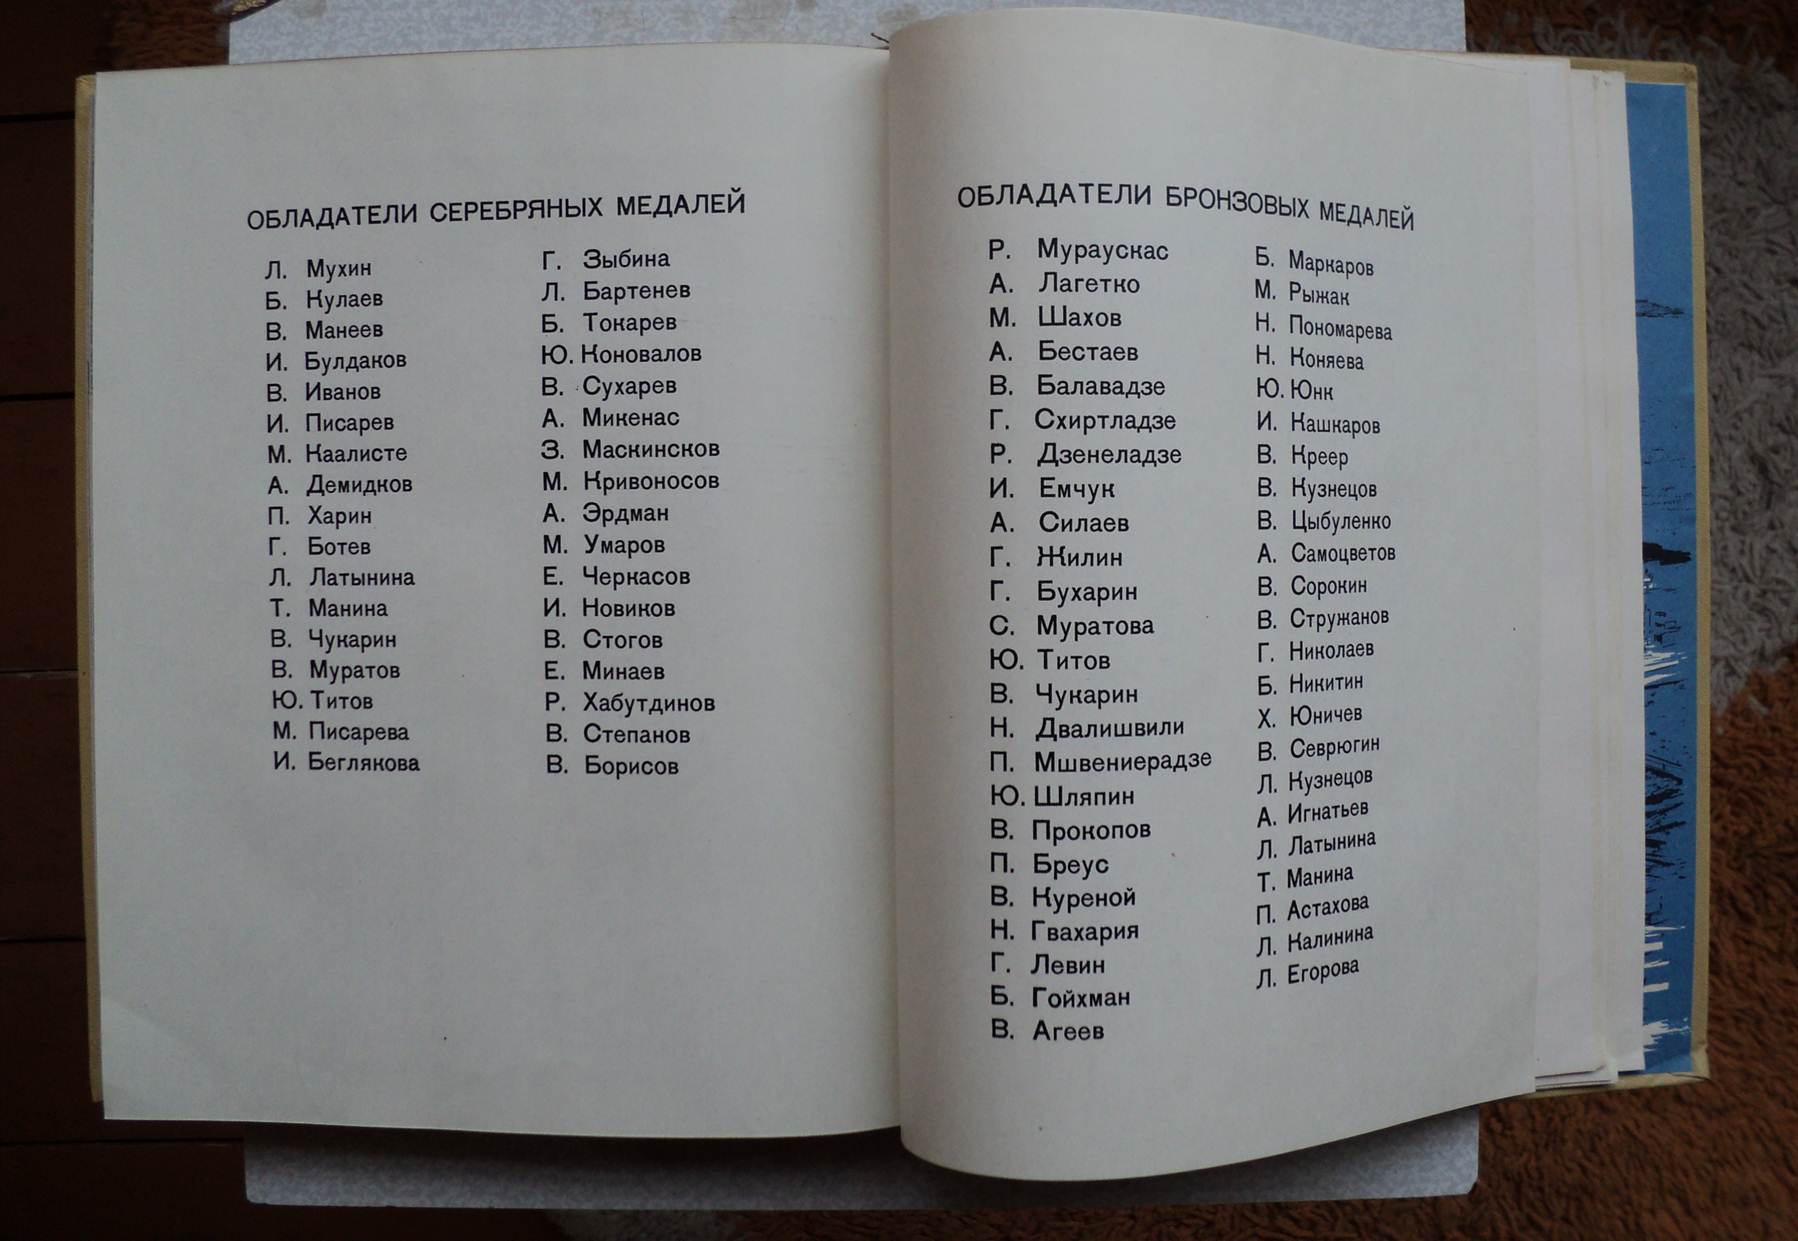 ОБЛАДАТЕЛИ СЕРЕБРЯНЫХ МЕДАЛЕЙ
Л. Мухин
Б. Кулаев
В. Манеев
И. Булдаков
В. Иванов
И. Писарев
М. Каалисте
А. Демидков
П. Харин
Г. Ботев
Л. Латынина
Т. Манина
В. Чукарин
В. Муратов
Ю. Титов
М. Писарева
И. Беглякова
Г. Зыбина
Л. Бартенев
Б. Токарев
Ю. Коновалов
В. Сухарев
А. Микенас
З. Маскинсков
М. Кривоносов
А. Эрдман
М. Умаров
Е. Черкасов
И. Новиков
В. Стогов
Е. Минаев
Р. Хабутдинов
В. Степанов
В. Борисов
ОБЛАДАТЕЛИ БРОНЗОВЫХ МЕДАЛЕЙ
Р. Мураускас
А. Лагетко
М. Шахов
А. Бестаев
В. Балавадзе
Г. Схиртладзе
Р. Дзенеладзе
И. Емчук
А. Силаев
Г. Жилин
Г. Бухарин
С. Муратова
Ю. Титов
В. Чукарин
Н. Двалишвили
П. Мшвениерадзе
Ю. Шляпин
В. Прокопов
П. Бреус
В. Куреной
Н. Гвахария
Г. Левин
Б. Гойхман
В. Агеев
Б. Маркаров
М. Рыжак
Н. Пономарева
Н. Коняева
Ю. Юнк
И. Кашкаров
В. Креер
В. Кузнецов
В. Цыбуленко
А. Самоцветов
В. Сорокин
В. Стружанов
Г. Николаев
Б. Никитин
Х. Юничев
В. Севрюгин
Л. Кузнецов
А. Игнатьев
Л. Латынина
Т. Манина
П. Астахова
Л. Калинина
Л. Егорова